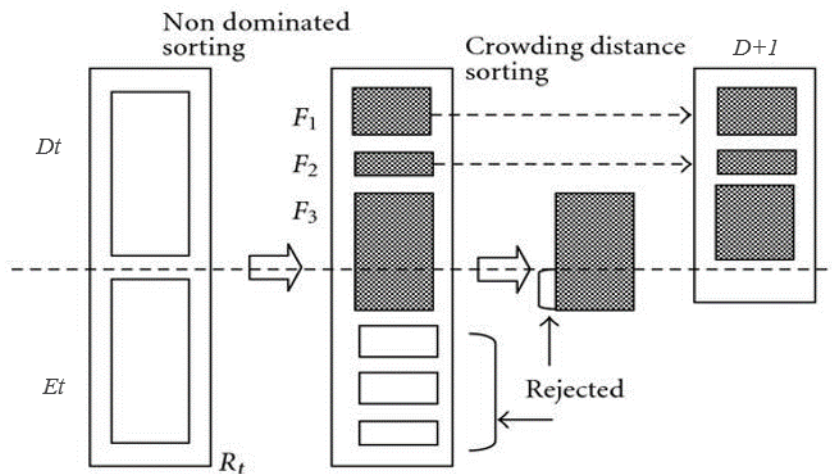 Non dominated
sorting
Crowding distance
sorting
D+1
Dt
F₁
F₂
F₃
Et
Rejected
Rₜ